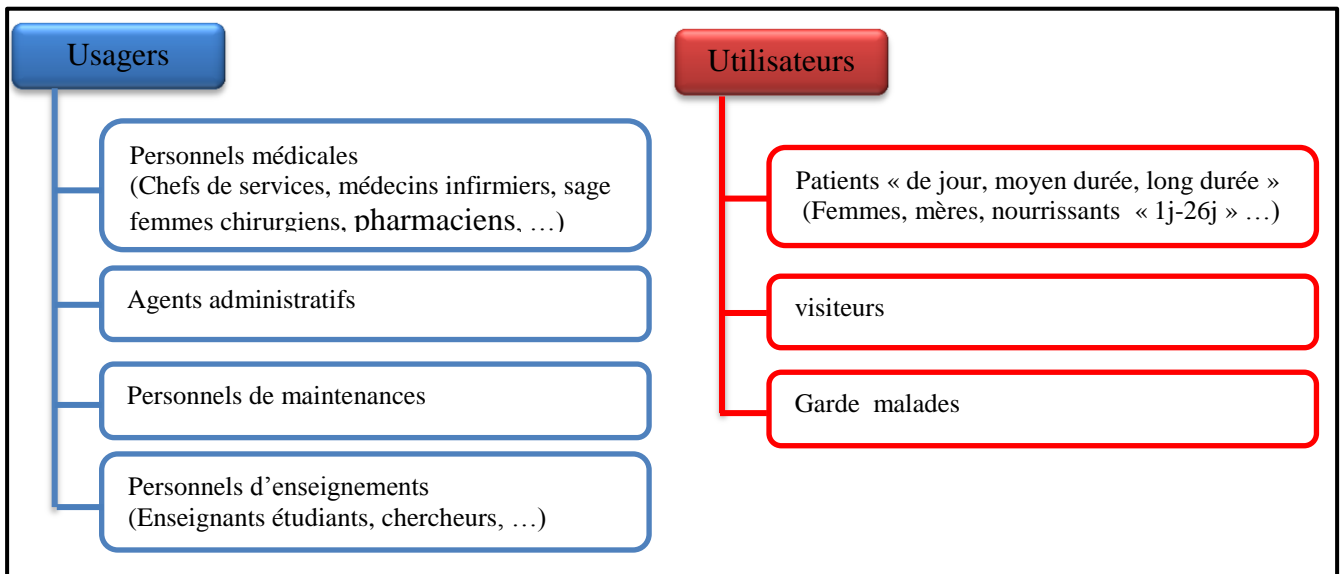 Usagers
Personnels médicales
(Chefs de services, médecins infirmiers, sage
femmes chirurgiens, pharmaciens, …)
Agents administratifs
Personnels de maintenances
Personnels d’enseignements
(Enseignants étudiants, chercheurs, …)
Utilisateurs
Patients « de jour, moyen durée, long durée »
(Femmes, mères, nourrissants « 1j-26j » …)
visiteurs
Garde malades